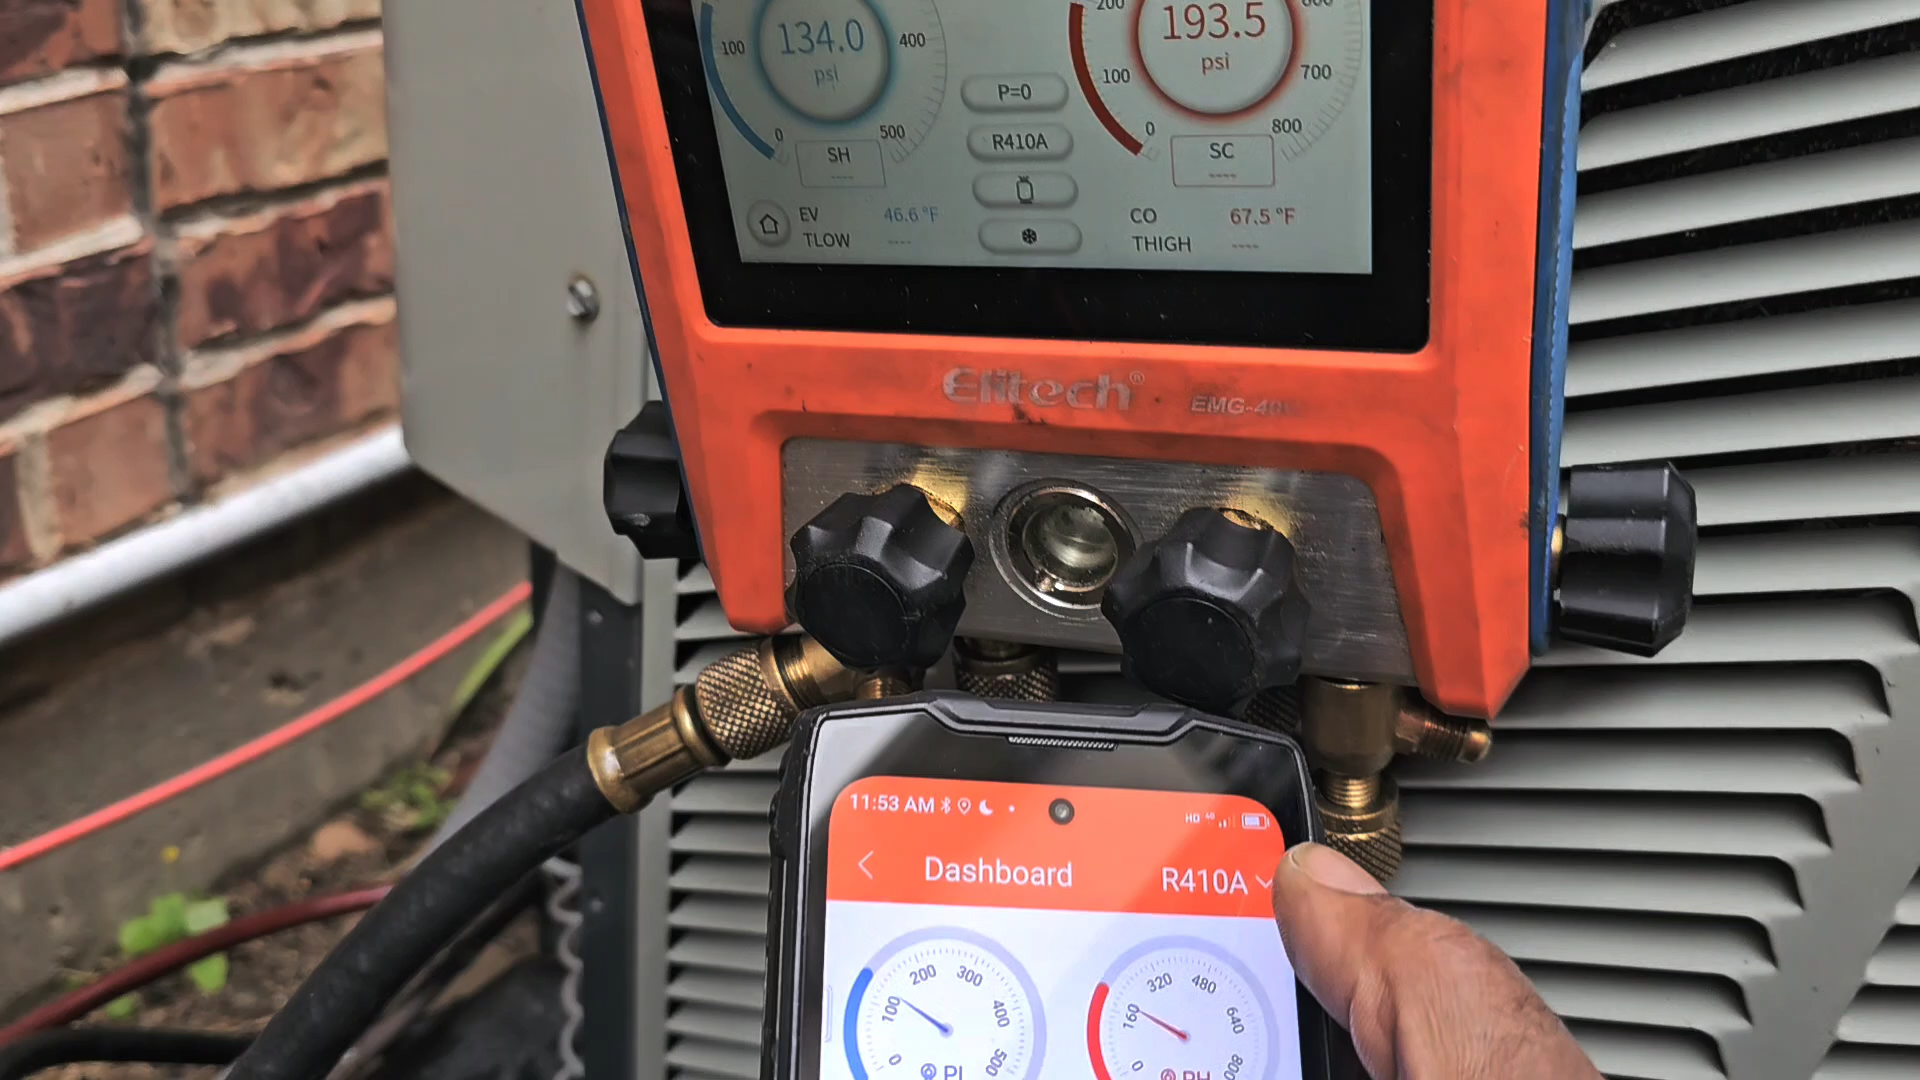 134.0
psi
100
400
0
500
SH
----
EV 46.6 °F
TLOW ----
P=0
R410A
200
193.5
psi
100
700
0
800
SC
----
CO 67.5 °F
THIGH ----
Elitech®
11:53 AM
HD 4G
Dashboard
R410A
0
100
200
300
400
500
0
160
320
480
640
800